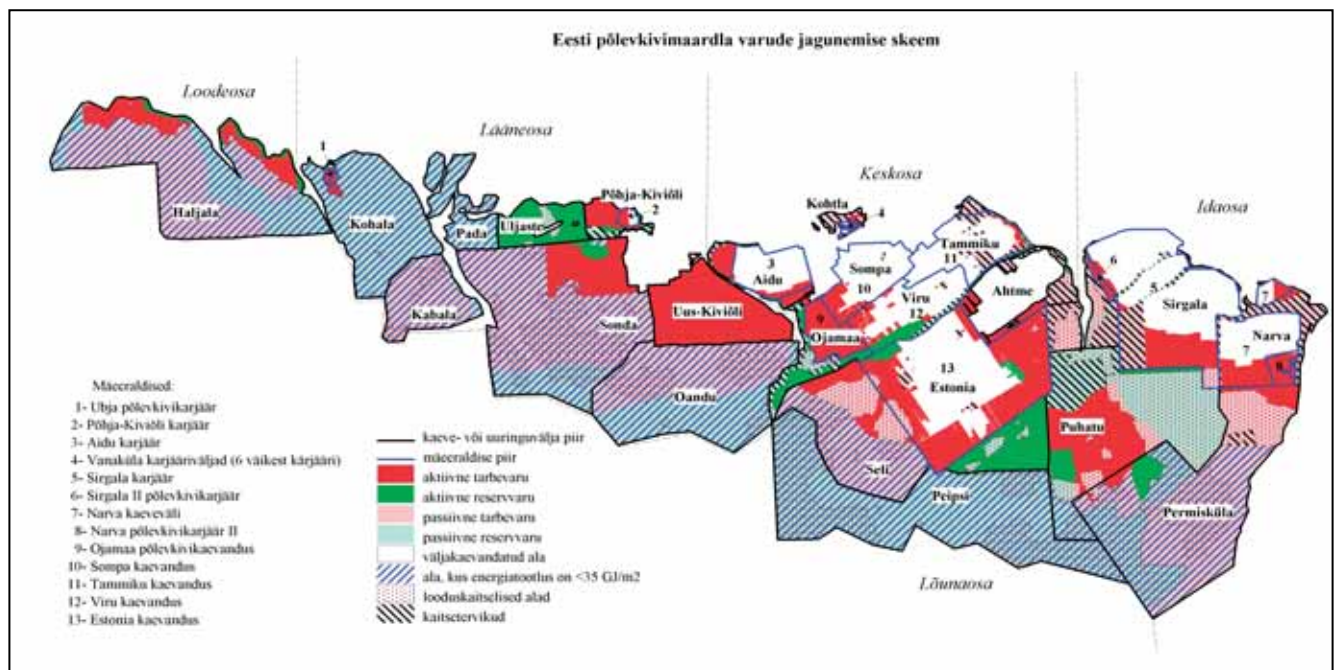 Eesti põlevkivimaardla varude jagunemise skeem
Loodeosa
Lääneosa
Keskosa
Idaosa
Lõunaosa
1
Haljala
Kohala
Pada
Uljaste
Põhja-Kiviõli
2
Kabala
Sonda
Uus-Kiviõli
Oandu
3
Aidu
Kohtla
4
Sompa
10
Tammiku
11
Viru
12
Ahtme
9
Ojamaa
13
Estonia
6
5
Sirgala
7
Narva
7
8
Puhatu
Seli
Peipsi
Permisküla
Mäeeraldised:
1- Ubja põlevkivikarjäär
2- Põhja-Kiviõli karjäär
3- Aidu karjäär
4- Vanaküla karjääriväljad (6 väikest kärjääri)
5- Sirgala karjäär
6- Sirgala II põlevkivikarjäär
7- Narva kaeveväli
8- Narva põlevkivikarjäär II
9- Ojamaa põlevkivikaevandus
10- Sompa kaevandus
11- Tammiku kaevandus
12- Viru kaevandus
13- Estonia kaevandus
kaeve- või uuringuvälja piir
mäeeraldise piir
aktiivne tarbevaru
aktiivne reservvaru
passiivne tarbevaru
passiivne reservvaru
väljakaevandatud ala
ala, kus energiatootlus on <35 GJ/m2
looduskaitselised alad
kaitsetervikud